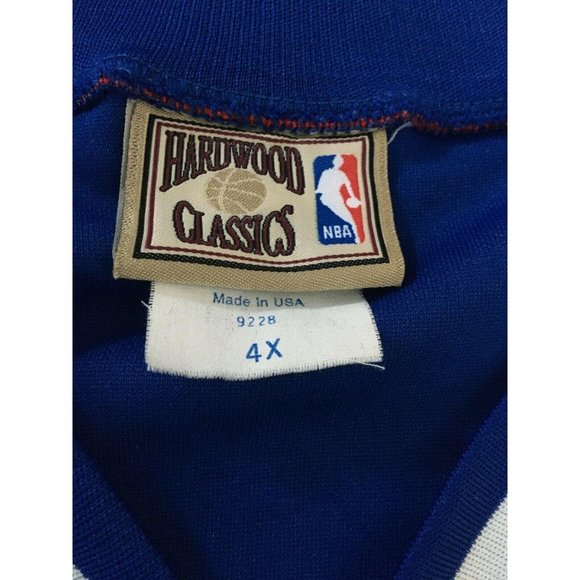 HARDWOOD
CLASSICS
NBA
Made In USA
9228
4X